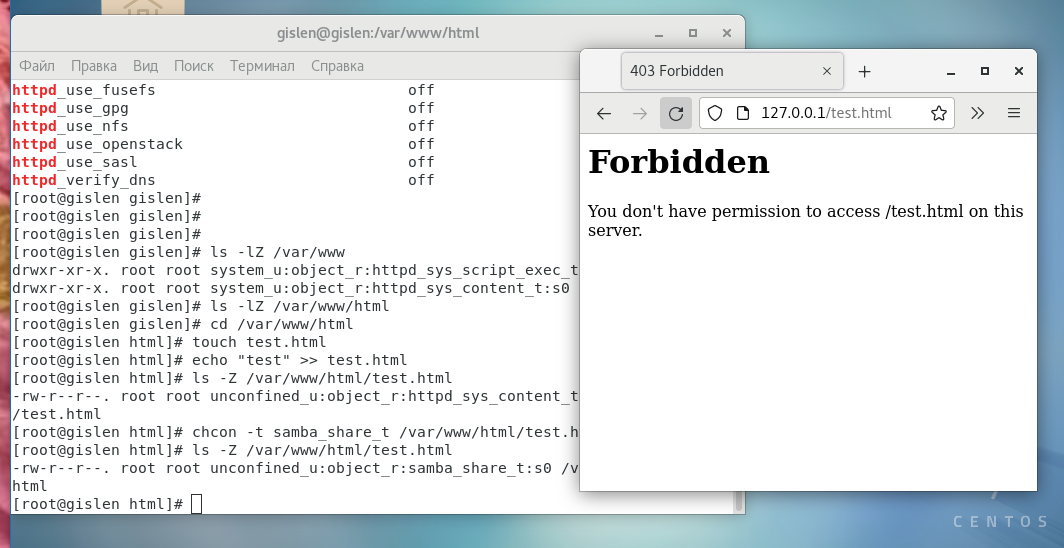 gislen@gislen:/var/www/html
Файл Правка Вид Поиск Терминал Справка
httpd_use_fusefs off
httpd_use_gpg off
httpd_use_nfs off
httpd_use_openstack off
httpd_use_sasl off
httpd_verify_dns off
[root@gislen gislen]#
[root@gislen gislen]#
[root@gislen gislen]#
[root@gislen gislen]# ls -lZ /var/www
drwxr-xr-x. root root system_u:object_r:httpd_sys_script_exec_t
drwxr-xr-x. root root system_u:object_r:httpd_sys_content_t:s0
[root@gislen gislen]# ls -lZ /var/www/html
[root@gislen gislen]# cd /var/www/html
[root@gislen html]# touch test.html
[root@gislen html]# echo "test" >> test.html
[root@gislen html]# ls -Z /var/www/html/test.html
-rw-r--r--. root root unconfined_u:object_r:httpd_sys_content_t
/test.html
[root@gislen html]# chcon -t samba_share_t /var/www/html/test.h
[root@gislen html]# ls -Z /var/www/html/test.html
-rw-r--r--. root root unconfined_u:object_r:samba_share_t:s0 /v
html
[root@gislen html]#
403 Forbidden
127.0.0.1/test.html
Forbidden
You don't have permission to access /test.html on this
server.
CENTOS